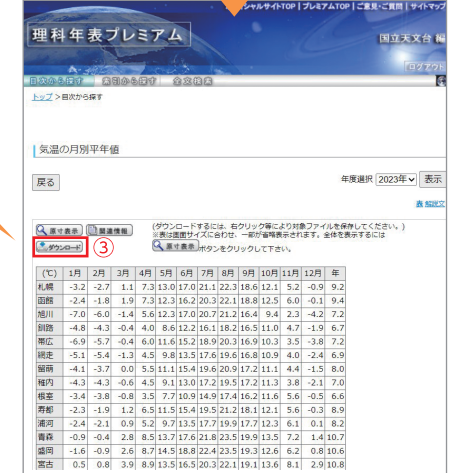 シャルサイトTOP | プレミアムTOP | ご意見・ご質問 | サイトマップ
理科年表プレミアム
国立天文台 編
ログアウト
目次から探す 索引から探す 全文検索
トップ > 目次から探す
気温の月別平年値
戻る
年度選択 2023年 表示
表 解説文
原寸表示 関連情報 (ダウンロードするには、右クリック等により対象ファイルを保存してください。)
※表は画面サイズに合わせ、一部が省略表示されます。全体を表示するには
ダウンロード ③ 原寸表示 ボタンをクリックして下さい。
(℃) 1月 2月 3月 4月 5月 6月 7月 8月 9月 10月 11月 12月 年
札幌 -3.2 -2.7 1.1 7.3 13.0 17.0 21.1 22.3 18.6 12.1 5.2 -0.9 9.2
函館 -2.4 -1.8 1.9 7.3 12.3 16.2 20.3 22.1 18.8 12.5 6.0 -0.1 9.4
旭川 -7.0 -6.0 -1.4 5.6 12.3 17.0 20.7 21.2 16.4 9.4 2.3 -4.2 7.2
釧路 -4.8 -4.3 -0.4 4.0 8.6 12.2 16.1 18.2 16.5 11.0 4.7 -1.9 6.7
帯広 -6.9 -5.7 -0.4 6.0 11.6 15.2 18.9 20.3 16.9 10.3 3.5 -3.8 7.2
網走 -5.1 -5.4 -1.3 4.5 9.8 13.5 17.6 19.6 16.8 10.9 4.0 -2.4 6.9
留萌 -4.1 -3.7 0.0 5.5 11.1 15.4 19.6 20.9 17.2 11.1 4.4 -1.5 8.0
稚内 -4.3 -4.3 -0.6 4.5 9.1 13.0 17.2 19.5 17.2 11.3 3.8 -2.1 7.0
根室 -3.4 -3.8 -0.8 3.5 7.7 10.9 14.9 17.4 16.2 11.6 5.6 -0.5 6.6
寿都 -2.3 -1.9 1.2 6.5 11.5 15.4 19.5 21.2 18.1 12.1 5.6 -0.3 8.9
浦河 -2.4 -2.1 0.9 5.2 9.7 13.5 17.7 19.9 17.7 12.3 6.1 0.1 8.2
青森 -0.9 -0.4 2.8 8.5 13.7 17.6 21.8 23.5 19.9 13.5 7.2 1.4 10.7
盛岡 -1.6 -0.9 2.6 8.7 14.5 18.8 22.4 23.5 19.3 12.6 6.2 0.8 10.6
宮古 0.5 0.8 3.9 8.9 13.5 16.5 20.3 22.1 19.1 13.6 8.1 2.9 10.8